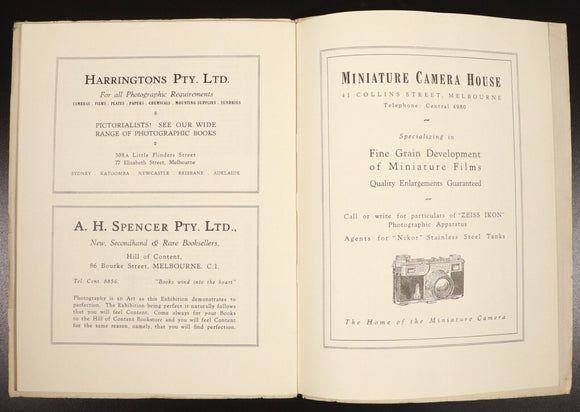 HARRINGTONS PTY. LTD.
For all Photographic Requirements
CAMERAS . FILMS . PLATES . PAPERS . CHEMICALS . MOUNTING SUPPLIES . SUNDRIES
PICTORIALISTS! SEE OUR WIDE
RANGE OF PHOTOGRAPHIC BOOKS
308A Little Flinders Street
77 Elizabeth Street, Melbourne
SYDNEY KATOOMBA NEWCASTLE BRISBANE ADELAIDE
A. H. SPENCER PTY. LTD.,
New, Secondhand & Rare Booksellers,
Hill of Content,
86 Bourke Street, MELBOURNE. C.1.
Tel. Cent. 8856. "Books wind into the heart"
Photography is an Art as this Exhibition demonstrates to
perfection. The Exhibition being perfect it naturally follows
that you will feel Content. Come always for your Books
to the Hill of Content Bookstore and you will feel Content
for the same reason, namely, that you will find perfection.
MINIATURE CAMERA HOUSE
41 COLLINS STREET, MELBOURNE
Telephone: Central 4980
Specializing in
Fine Grain Development
of Miniature Films
Quality Enlargements Guaranteed
Call or write for particulars of "ZEISS IKON"
Photographic Apparatus
Agents for "Nikor" Stainless Steel Tanks
The Home of the Miniature Camera